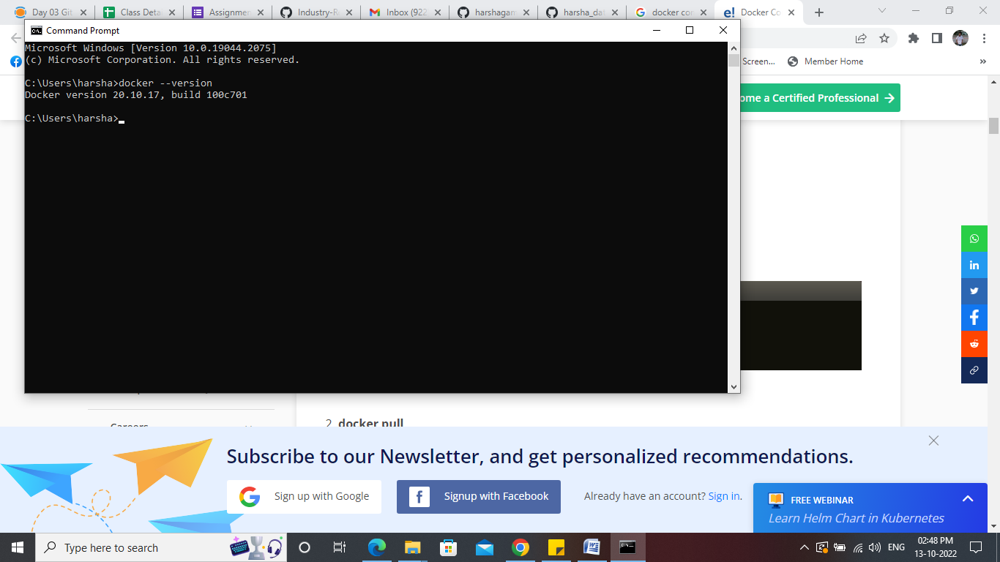 Day 03 Git
Class Detai
Assignmen
Industry-Re
Inbox (922
harshagam
harsha_dat
docker con
e! Docker Co
Command Prompt
Screen...
Member Home
Microsoft Windows [Version 10.0.19044.2075]
(c) Microsoft Corporation. All rights reserved.
C:\Users\harsha>docker --version
Docker version 20.10.17, build 100c701
C:\Users\harsha>
ome a Certified Professional
2. docker pull
Careers
Subscribe to our Newsletter, and get personalized recommendations.
Sign up with Google
Signup with Facebook
Already have an account? Sign in.
FREE WEBINAR
Learn Helm Chart in Kubernetes
Type here to search
ENG
02:48 PM
13-10-2022